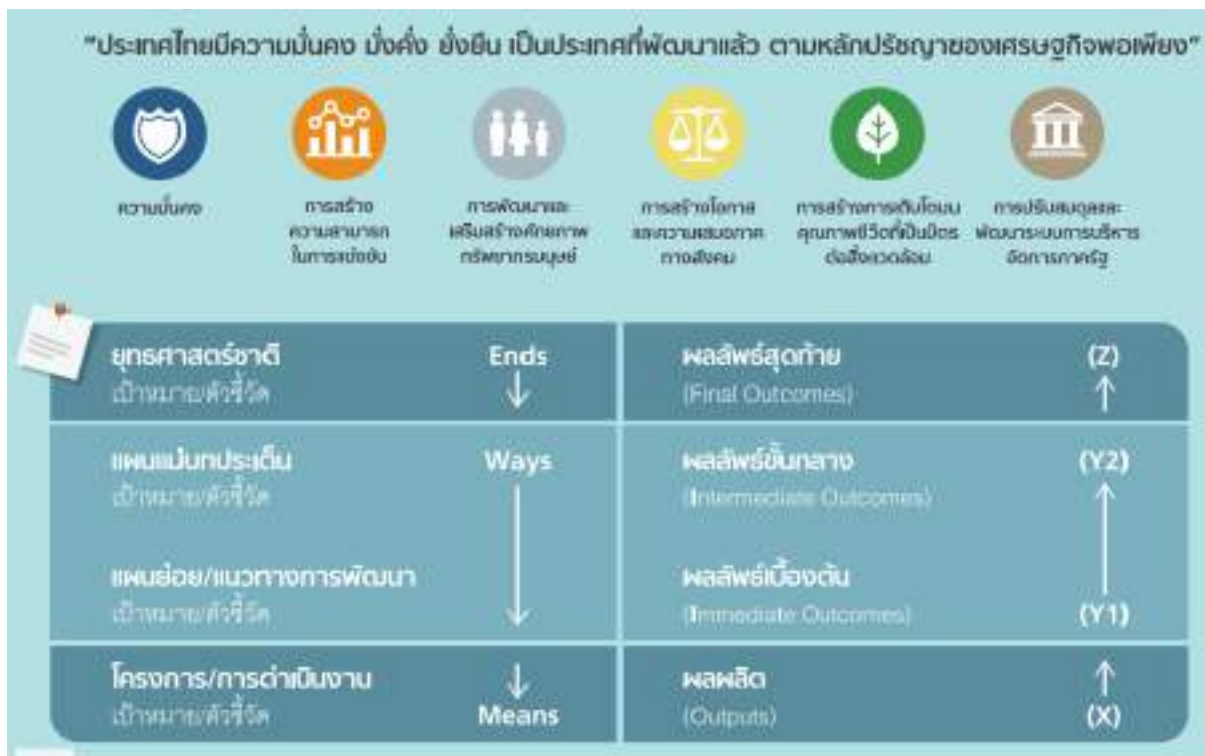 "ประเทศไทยมีความมั่นคง มั่งคั่ง ยั่งยืน เป็นประเทศที่พัฒนาแล้ว ตามหลักปรัชญาของเศรษฐกิจพอเพียง"
ความมั่นคง
การสร้าง
ความสามารถ
ในการแข่งขัน
การพัฒนาและ
เสริมสร้างศักยภาพ
ทรัพยากรมนุษย์
การสร้างโอกาส
และความเสมอภาค
ทางสังคม
การสร้างการเติบโตบน
คุณภาพชีวิตที่เป็นมิตร
ต่อสิ่งแวดล้อม
การปรับสมดุลและ
พัฒนาระบบการบริหาร
จัดการภาครัฐ
ยุทธศาสตร์ชาติ Ends ผลลัพธ์สุดท้าย (Z)
เป้าหมาย/ตัวชี้วัด (Final Outcomes)
แผนแม่บทประเด็น Ways ผลลัพธ์ขั้นกลาง (Y2)
เป้าหมาย/ตัวชี้วัด (Intermediate Outcomes)
แผนย่อย/แนวทางการพัฒนา ผลลัพธ์เบื้องต้น
เป้าหมาย/ตัวชี้วัด (Immediate Outcomes) (Y1)
โครงการ/การดำเนินงาน ผลผลิต
เป้าหมาย/ตัวชี้วัด Means (Outputs) (X)